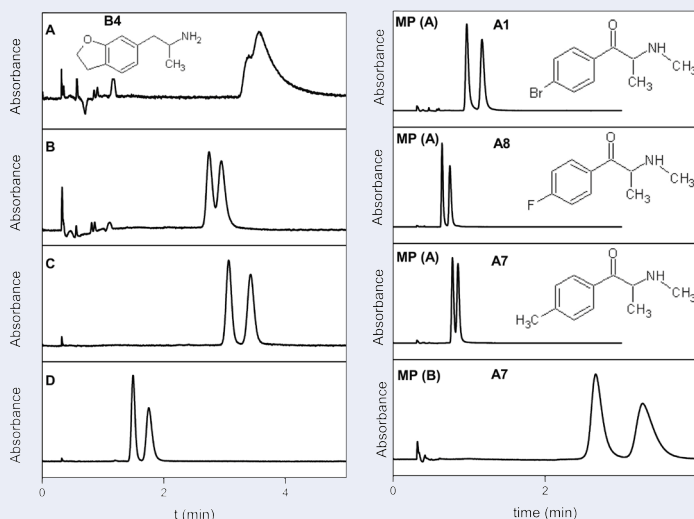 A
B4
O
NH2
CH3
Absorbance
B
Absorbance
C
Absorbance
D
Absorbance
0
2
4
t (min)
MP (A)
A1
O
NH
CH3
CH3
Br
Absorbance
MP (A)
A8
O
NH
CH3
CH3
F
Absorbance
MP (A)
A7
O
NH
CH3
CH3
H3C
Absorbance
MP (B)
A7
Absorbance
0
2
time (min)